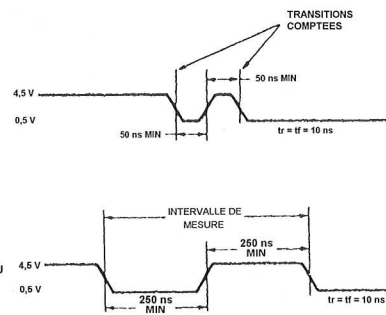 TRANSITIONS
COMPTEES
50 ns MIN
4,5 V
0,5 V
50 ns MIN
tr = tf = 10 ns
INTERVALLE DE
MESURE
250 ns
MIN
U
4,5 V
0,5 V
250 ns
MIN
tr = tf = 10 ns